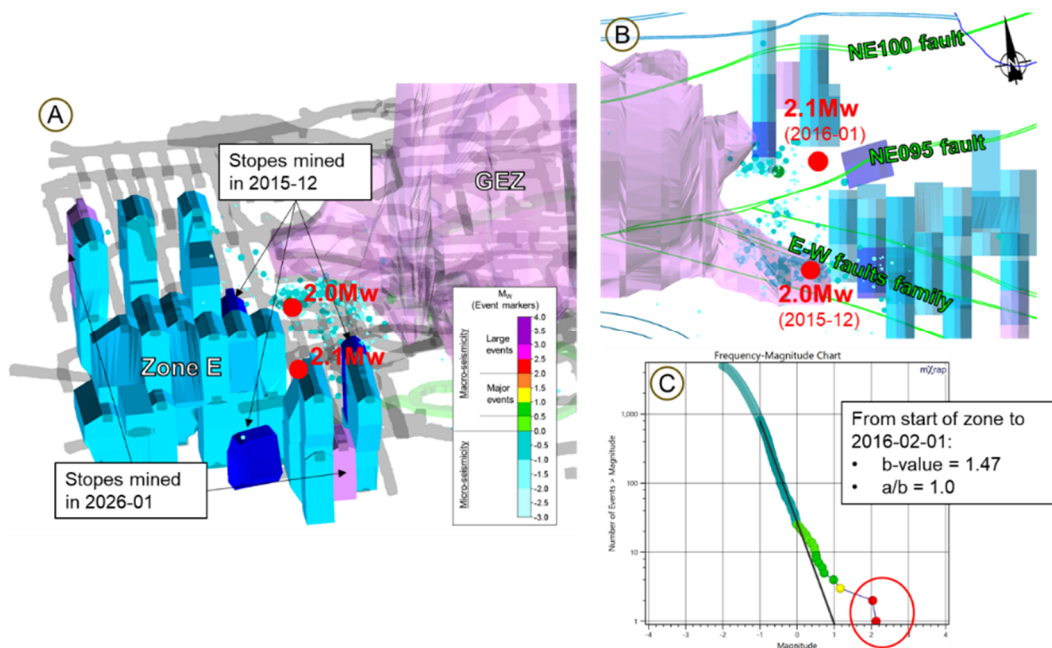 A
Stopes mined
in 2015-12
GEZ
2.0Mw
2.1Mw
Zone E
Stopes mined
in 2026-01
Mw
(Event markers)
Macro-seismicity
Large
events
Major
events
Micro-seismicity
4.0
3.5
3.0
2.5
2.0
1.5
1.0
0.5
0.0
-0.5
-1.0
-1.5
-2.0
-2.5
-3.0
B
NE100 fault
N
2.1Mw
(2016-01)
NE095 fault
E-W faults family
2.0Mw
(2015-12)
C
Frequency-Magnitude Chart
mXrap
Number of Events > Magnitude
1,000
100
10
1
-4
-3
-2
-1
0
1
2
3
4
Magnitude
From start of zone to
2016-02-01:
• b-value = 1.47
• a/b = 1.0